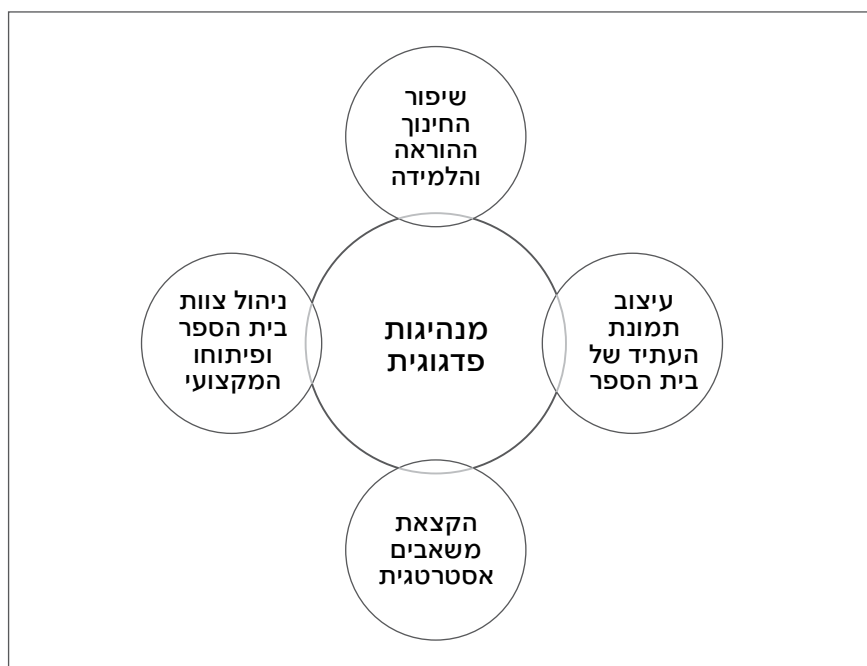 שיפור
החינוך
ההוראה
והלמידה
עיצוב
תמונת
העתיד של
בית הספר
מנהיגות
פדגוגית
ניהול צוות
בית הספר
ופיתוחו
המקצועי
הקצאת
משאבים
אסטרטגית